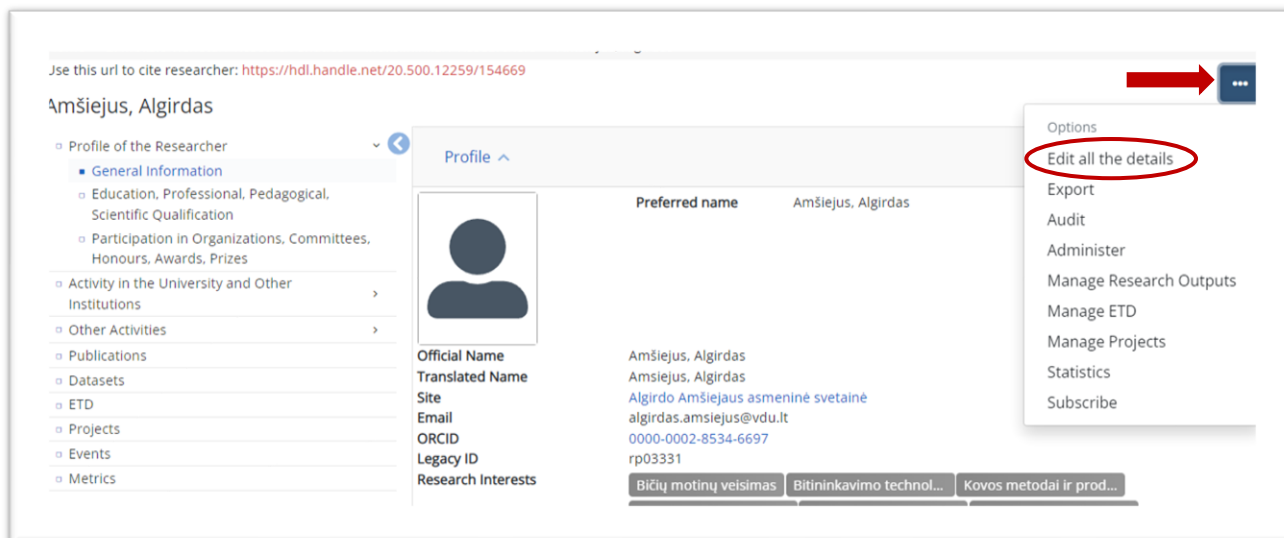 Use this url to cite researcher: https://hdl.handle.net/20.500.12259/154669
Amšiejus, Algirdas
Profile of the Researcher
General Information
Education, Professional, Pedagogical,
Scientific Qualification
Participation in Organizations, Committees,
Honours, Awards, Prizes
Activity in the University and Other
Institutions
Other Activities
Publications
Datasets
ETD
Projects
Events
Metrics
Profile
Preferred name Amšiejus, Algirdas
Official Name Amšiejus, Algirdas
Translated Name Amsiejus, Algirdas
Site Algirdo Amšiejaus asmeninė svetainė
Email algirdas.amsiejus@vdu.lt
ORCID 0000-0002-8534-6697
Legacy ID rp03331
Research Interests Bičių motinų veisimas Bitininkavimo technol... Kovos metodai ir prod...
...
Options
Edit all the details
Export
Audit
Administer
Manage Research Outputs
Manage ETD
Manage Projects
Statistics
Subscribe